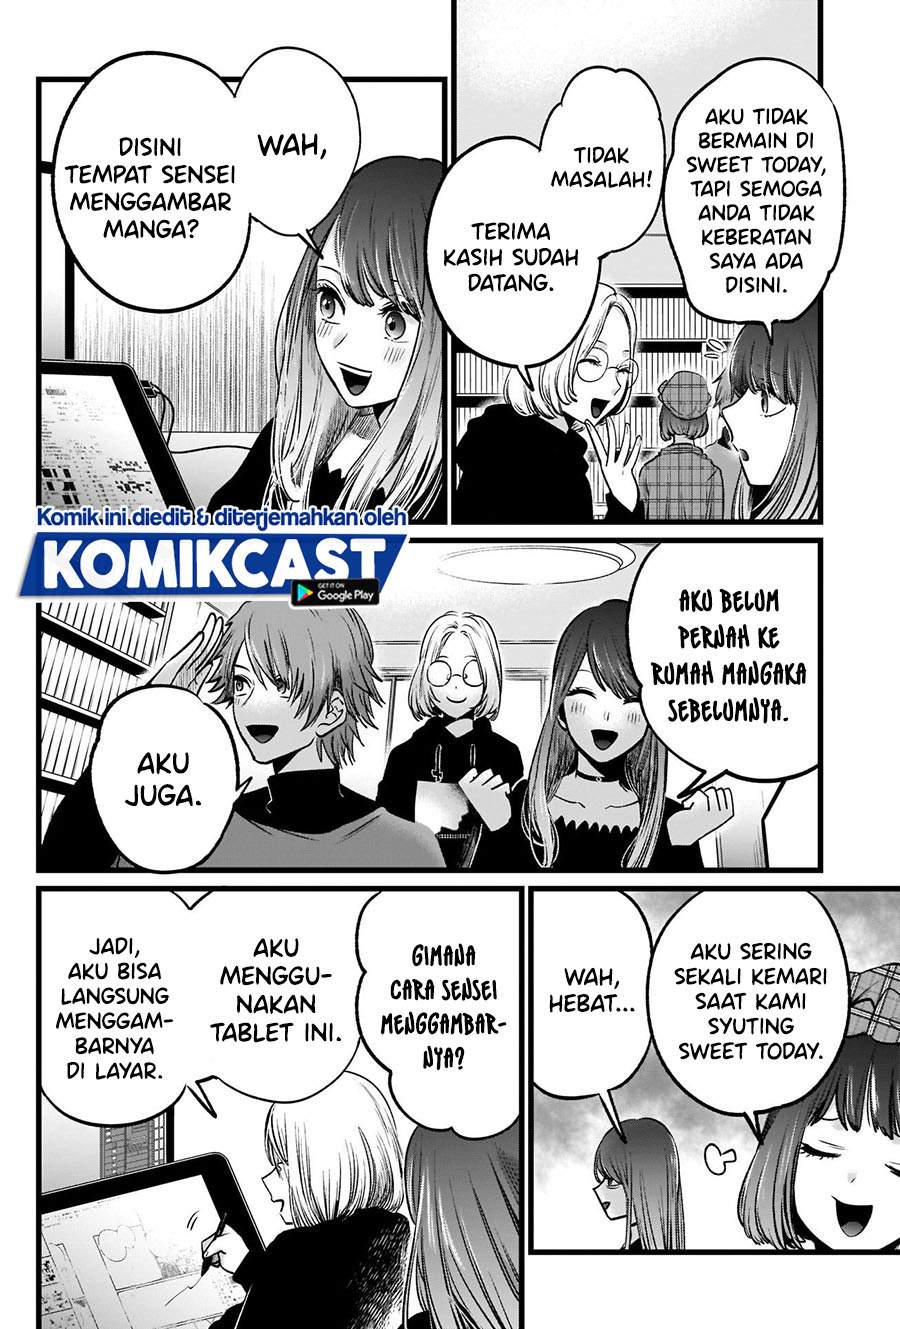 AKU TIDAK
BERMAIN DI
SWEET TODAY,
TAPI SEMOGA
ANDA TIDAK
KEBERATAN
SAYA ADA
DISINI.
TIDAK
MASALAH!
TERIMA
KASIH SUDAH
DATANG.
WAH,
DISINI
TEMPAT SENSEI
MENGGAMBAR
MANGA?
Komik ini diedit & diterjemahkan oleh
KOMIKCAST
GET IT ON
Google Play
AKU BELUM
PERNAH KE
RUMAH MANGAKA
SEBELUMNYA.
AKU
JUGA.
AKU SERING
SEKALI KEMARI
SAAT KAMI
SYUTING
SWEET TODAY.
WAH,
HEBAT...
GIMANA
CARA SENSEI
MENGGAMBAR-
NYA?
AKU
MENGGU-
NAKAN
TABLET INI.
JADI,
AKU BISA
LANGSUNG
MENGGAM-
BARNYA
DI LAYAR.